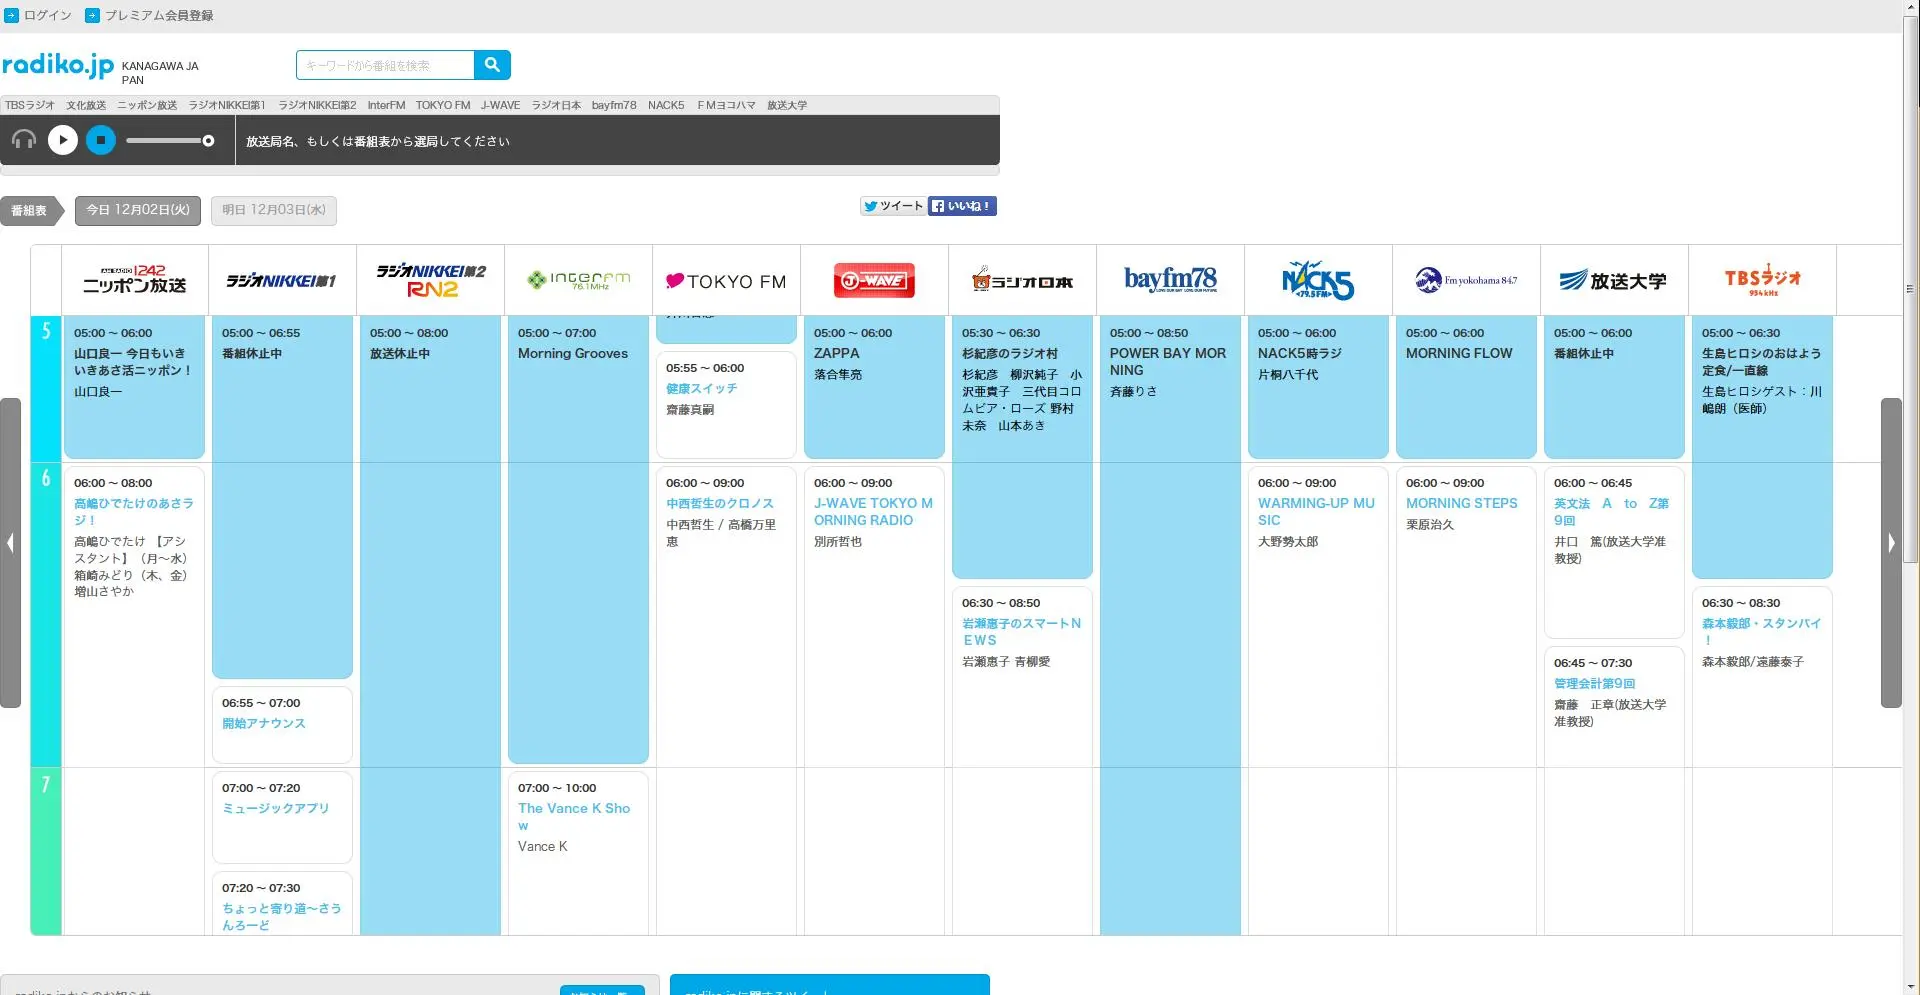 ログイン
プレミアム会員登録
radiko.jp
KANAGAWA JA
PAN
キーワードから番組を検索
TBSラジオ 文化放送 ニッポン放送 ラジオNIKKEI第1 ラジオNIKKEI第2 InterFM TOKYO FM J-WAVE ラジオ日本 bayfm78 NACK5 ＦＭヨコハマ 放送大学
放送局名、もしくは番組表から選局してください
番組表
今日 12月02日(火)
明日 12月03日(水)
ツイート
いいね！
AM RADIO 1242
ニッポン放送
ラジオNIKKEI第1
ラジオNIKKEI第2
RN2
interfm
76.1MHz
TOKYO FM
J-WAVE
ラジオ日本
bayfm78
NACK5
79.5FM
Fm yokohama 84.7
放送大学
TBSラジオ
954kHz
5
05:00 ～ 06:00
山口良一 今日もいき
いきあさ活ニッポン！
山口良一
05:00 ～ 06:55
番組休止中
05:00 ～ 08:00
放送休止中
05:00 ～ 07:00
Morning Grooves
05:55 ～ 06:00
健康スイッチ
齋藤真嗣
05:00 ～ 06:00
ZAPPA
落合隼亮
05:30 ～ 06:30
杉紀彦のラジオ村
杉紀彦　柳沢純子　小
沢亜貴子　三代目コロ
ムビア・ローズ 野村
未奈　山本あき
05:00 ～ 08:50
POWER BAY MOR
NING
斉藤りさ
05:00 ～ 06:00
NACK5時ラジ
片桐八千代
05:00 ～ 06:00
MORNING FLOW
05:00 ～ 06:00
番組休止中
05:00 ～ 06:30
生島ヒロシのおはよう
定食/一直線
生島ヒロシゲスト：川
嶋朗（医師）
6
06:00 ～ 08:00
高嶋ひでたけのあさラ
ジ！
高嶋ひでたけ 【アシ
スタント】（月～水）
箱崎みどり（木、金）
増山さやか
06:55 ～ 07:00
開始アナウンス
06:00 ～ 09:00
中西哲生のクロノス
中西哲生 / 高橋万里
恵
06:00 ～ 09:00
J-WAVE TOKYO M
ORNING RADIO
別所哲也
06:30 ～ 08:50
岩瀬惠子のスマートＮ
ＥＷＳ
岩瀬惠子 青柳愛
06:00 ～ 09:00
WARMING-UP MU
SIC
大野勢太郎
06:00 ～ 09:00
MORNING STEPS
栗原治久
06:00 ～ 06:45
英文法　Ａ　to　Z第
9回
井口　篤(放送大学准
教授)
06:45 ～ 07:30
管理会計第9回
齋藤　正章(放送大学
准教授)
06:30 ～ 08:30
森本毅郎・スタンバイ
！
森本毅郎/遠藤泰子
7
07:00 ～ 07:20
ミュージックアプリ
07:20 ～ 07:30
ちょっと寄り道～さう
んろーど
07:00 ～ 10:00
The Vance K Sho
w
Vance K
radiko.jpからのお知らせ
radiko.jpに関するツイート